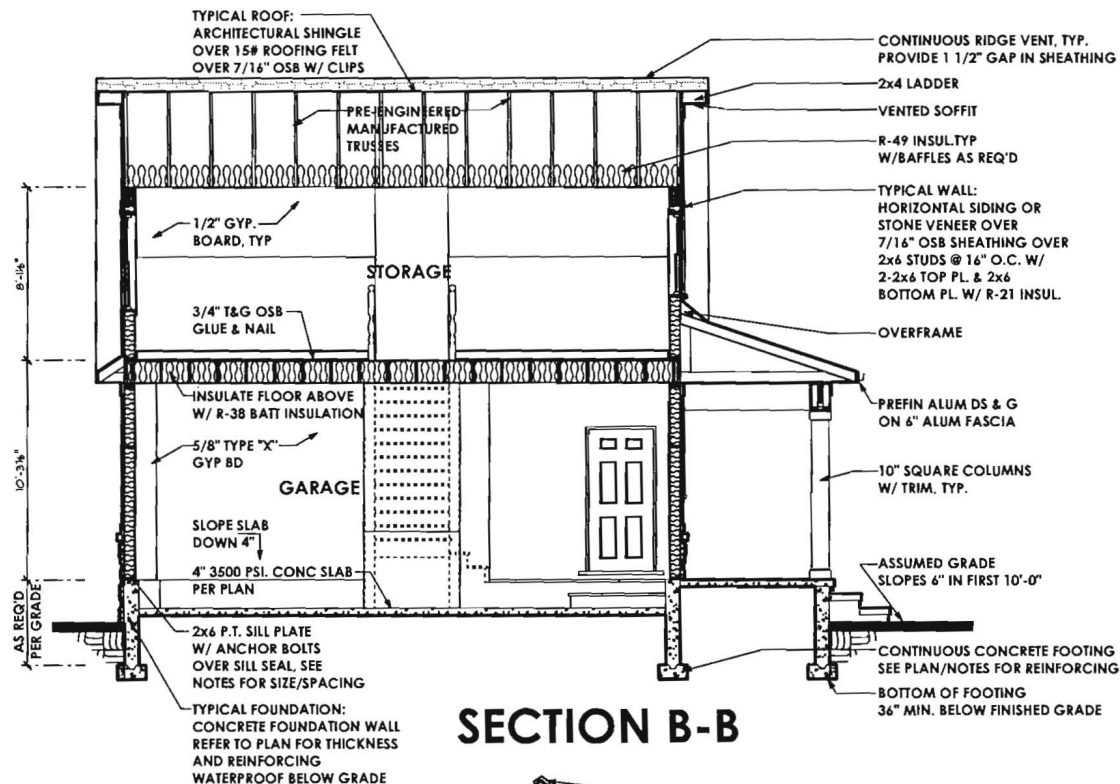 TYPICAL ROOF:
ARCHITECTURAL SHINGLE
OVER 15# ROOFING FELT
OVER 7/16" OSB W/ CLIPS
PRE-ENGINEERED
MANUFACTURED
TRUSSES
1/2" GYP.
BOARD, TYP
STORAGE
3/4" T&G OSB
GLUE & NAIL
INSULATE FLOOR ABOVE
W/ R-38 BATT INSULATION
5/8" TYPE "X"
GYP BD
GARAGE
SLOPE SLAB
DOWN 4"
4" 3500 PSI. CONC SLAB
PER PLAN
2x6 P.T. SILL PLATE
W/ ANCHOR BOLTS
OVER SILL SEAL, SEE
NOTES FOR SIZE/SPACING
TYPICAL FOUNDATION:
CONCRETE FOUNDATION WALL
REFER TO PLAN FOR THICKNESS
AND REINFORCING
WATERPROOF BELOW GRADE
AS REQ'D
PER GRADE
CONTINUOUS RIDGE VENT, TYP.
PROVIDE 1 1/2" GAP IN SHEATHING
2x4 LADDER
VENTED SOFFIT
R-49 INSUL.TYP
W/BAFFLES AS REQ'D
TYPICAL WALL:
HORIZONTAL SIDING OR
STONE VENEER OVER
7/16" OSB SHEATHING OVER
2x6 STUDS @ 16" O.C. W/
2-2x6 TOP PL. & 2x6
BOTTOM PL. W/ R-21 INSUL.
OVERFRAME
PREFIN ALUM DS & G
ON 6" ALUM FASCIA
10" SQUARE COLUMNS
W/ TRIM, TYP.
ASSUMED GRADE
SLOPES 6" IN FIRST 10'-0"
CONTINUOUS CONCRETE FOOTING
SEE PLAN/NOTES FOR REINFORCING
BOTTOM OF FOOTING
36" MIN. BELOW FINISHED GRADE
SECTION B-B